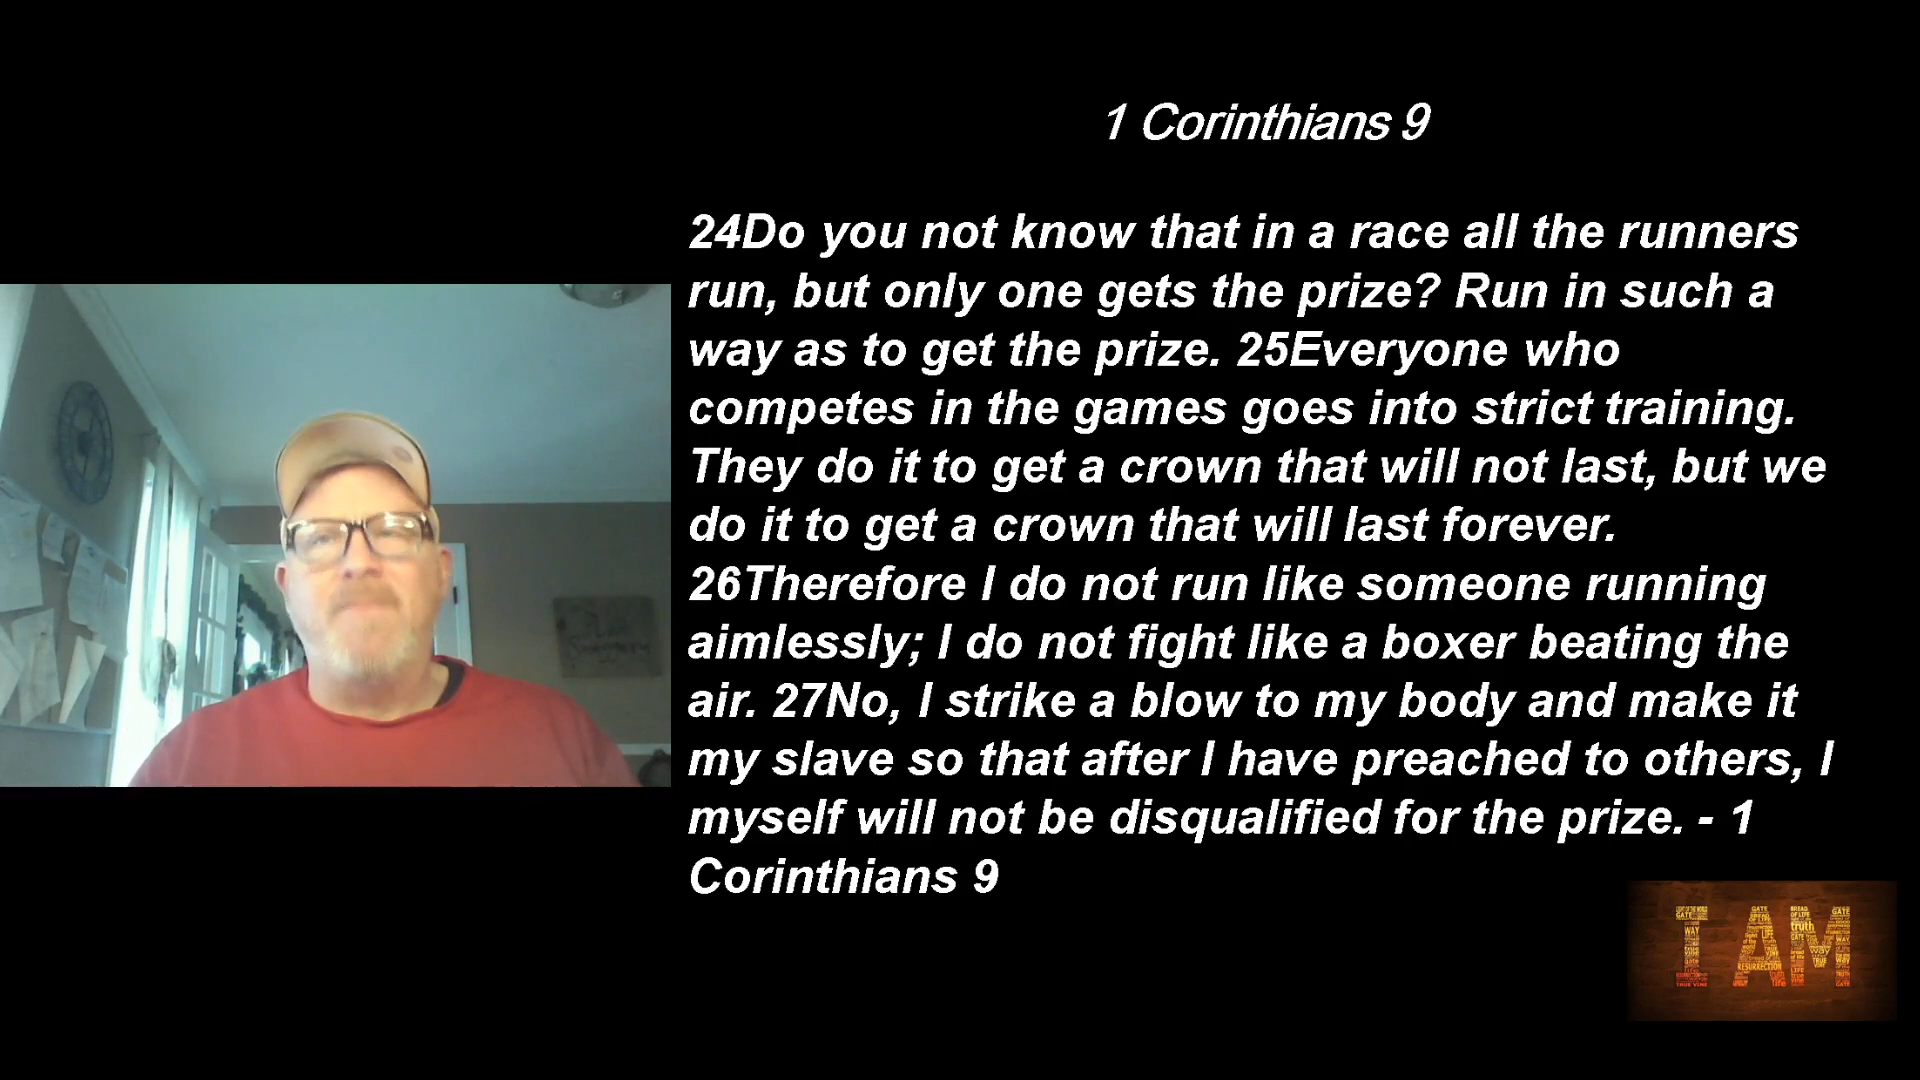 1 Corinthians 9
24Do you not know that in a race all the runners
run, but only one gets the prize? Run in such a
way as to get the prize. 25Everyone who
competes in the games goes into strict training.
They do it to get a crown that will not last, but we
do it to get a crown that will last forever.
26Therefore I do not run like someone running
aimlessly; I do not fight like a boxer beating the
air. 27No, I strike a blow to my body and make it
my slave so that after I have preached to others, I
myself will not be disqualified for the prize. - 1
Corinthians 9
I AM